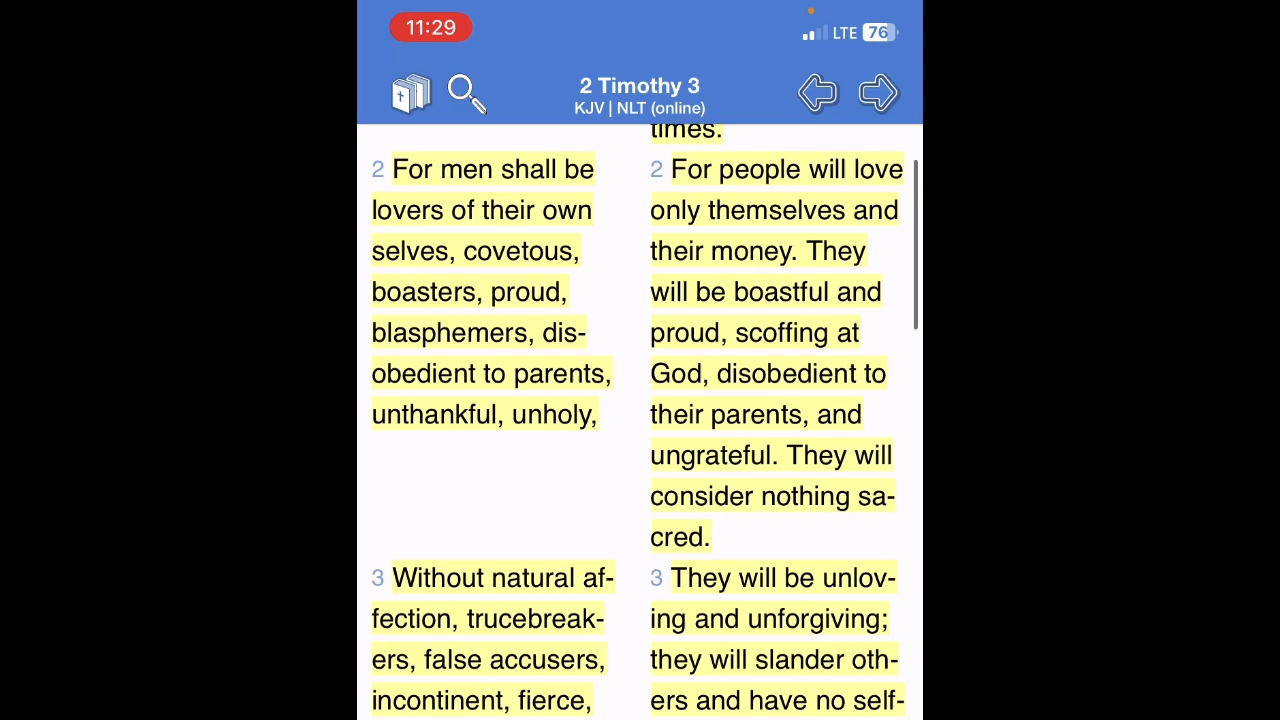 11:29
LTE 76
2 Timothy 3
KJV | NLT (online)
times.
2 For men shall be
lovers of their own
selves, covetous,
boasters, proud,
blasphemers, dis-
obedient to parents,
unthankful, unholy,
2 For people will love
only themselves and
their money. They
will be boastful and
proud, scoffing at
God, disobedient to
their parents, and
ungrateful. They will
consider nothing sa-
cred.
3 Without natural af-
fection, trucebreak-
ers, false accusers,
incontinent, fierce,
3 They will be unlov-
ing and unforgiving;
they will slander oth-
ers and have no self-